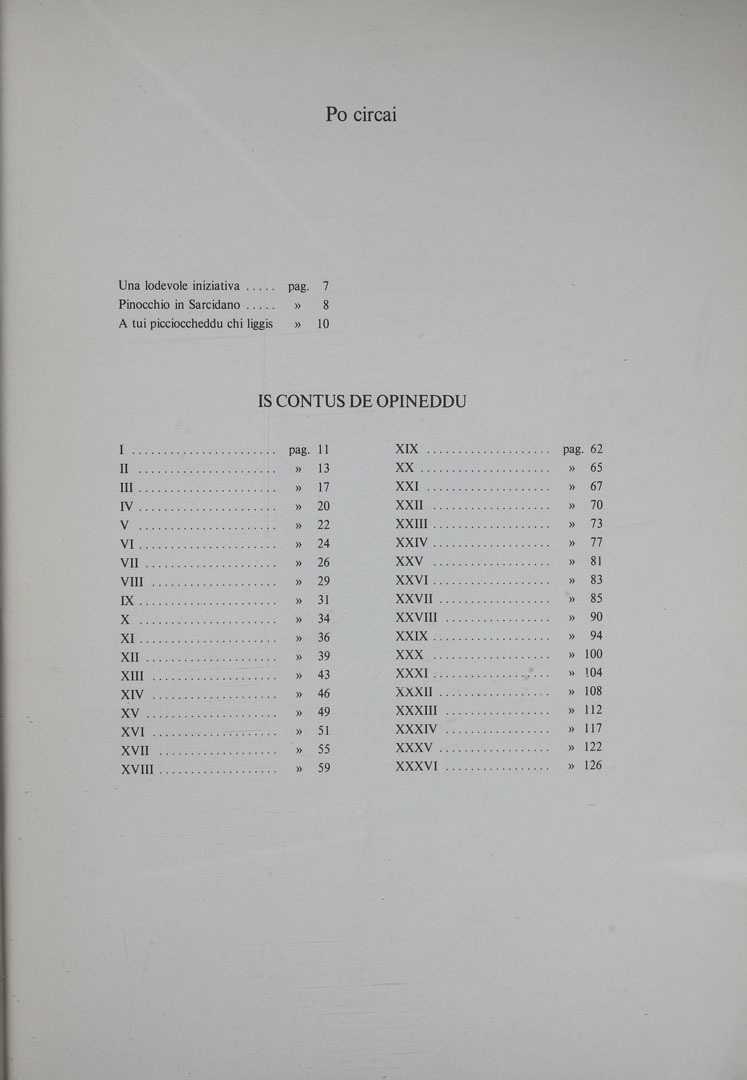 Po circai
Una lodevole iniziativa ..... pag. 7
Pinocchio in Sarcidano ..... » 8
A tui piccioccheddu chi liggis » 10
IS CONTUS DE OPINEDDU
I ....................... pag. 11
II ...................... » 13
III ...................... » 17
IV ...................... » 20
V ...................... » 22
VI ...................... » 24
VII ..................... » 26
VIII .................... » 29
IX ...................... » 31
X ...................... » 34
XI ...................... » 36
XII ..................... » 39
XIII .................... » 43
XIV .................... » 46
XV ..................... » 49
XVI .................... » 51
XVII ................... » 55
XVIII ................... » 59
XIX .................... pag. 62
XX ..................... » 65
XXI .................... » 67
XXII ................... » 70
XXIII ................... » 73
XXIV ................... » 77
XXV ................... » 81
XXVI ................... » 83
XXVII .................. » 85
XXVIII ................. » 90
XXIX ................... » 94
XXX ................... » 100
XXXI ................... » 104
XXXII .................. » 108
XXXIII ................. » 112
XXXIV ................. » 117
XXXV .................. » 122
XXXVI ................. » 126